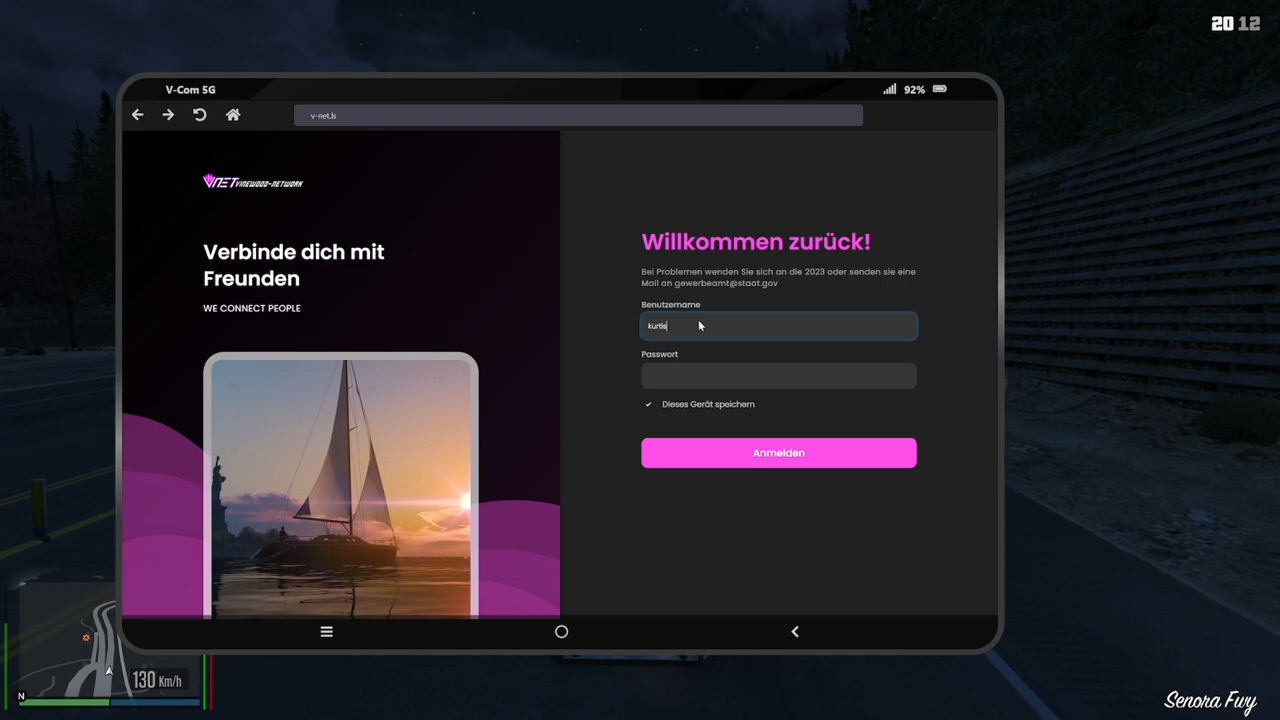 20 12
V-Com 5G
92%
v-net.ls
VNET VINEWOOD-NETWORK
Verbinde dich mit
Freunden
WE CONNECT PEOPLE
Willkommen zurück!
Bei Problemen wenden Sie sich an die 2023 oder senden sie eine
Mail an gewerbeamt@staat.gov
Benutzername
kurtis
Passwort
Dieses Gerät speichern
Anmelden
130 Km/h
N
Senora Fwy